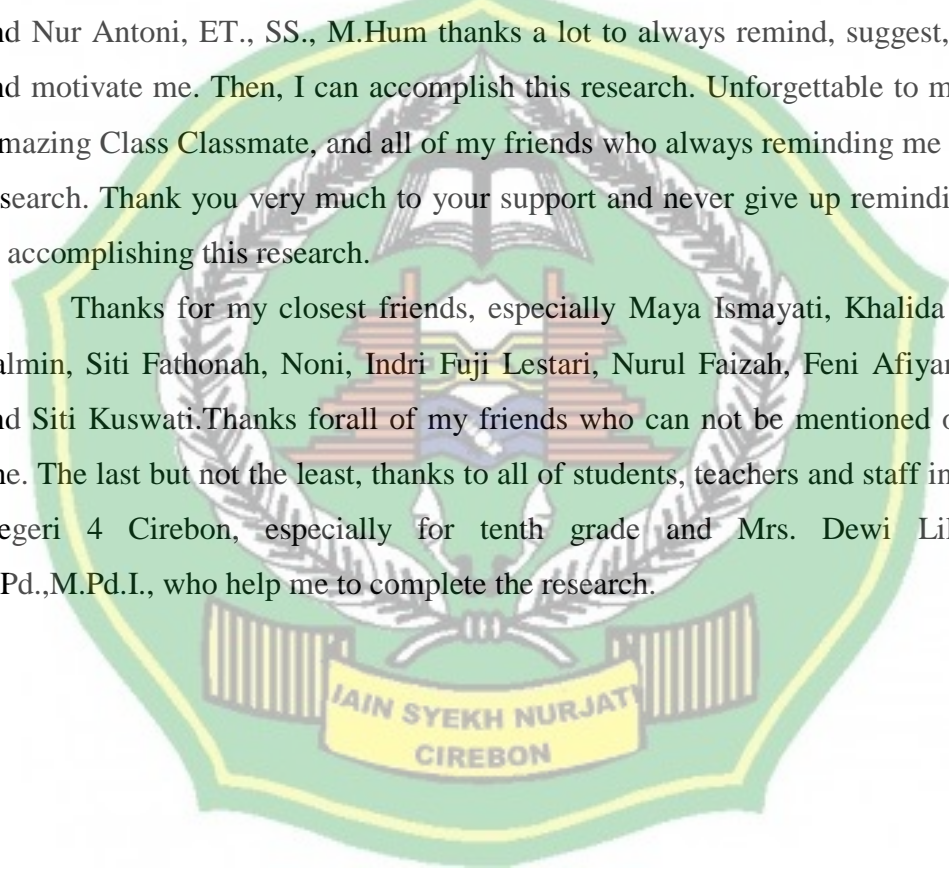 nd Nur Antoni, ET., SS., M.Hum thanks a lot to always remind, suggest,
nd motivate me. Then, I can accomplish this research. Unforgettable to m
mazing Class Classmate, and all of my friends who always reminding me
search. Thank you very much to your support and never give up remindi
accomplishing this research.
Thanks for my closest friends, especially Maya Ismayati, Khalida
almin, Siti Fathonah, Noni, Indri Fuji Lestari, Nurul Faizah, Feni Afiyan
nd Siti Kuswati.Thanks forall of my friends who can not be mentioned o
ne. The last but not the least, thanks to all of students, teachers and staff in
egeri 4 Cirebon, especially for tenth grade and Mrs. Dewi Lil
Pd.,M.Pd.I., who help me to complete the research.
IAIN SYEKH NURJATI
CIREBON